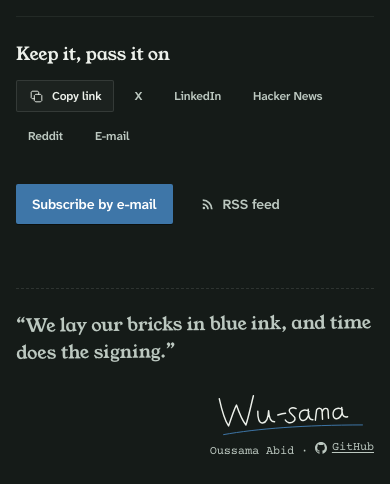 Keep it, pass it on
Copy link X LinkedIn Hacker News
Reddit E-mail
Subscribe by e-mail RSS feed
“We lay our bricks in blue ink, and time
does the signing.”
Wu-sama
Oussama Abid · GitHub